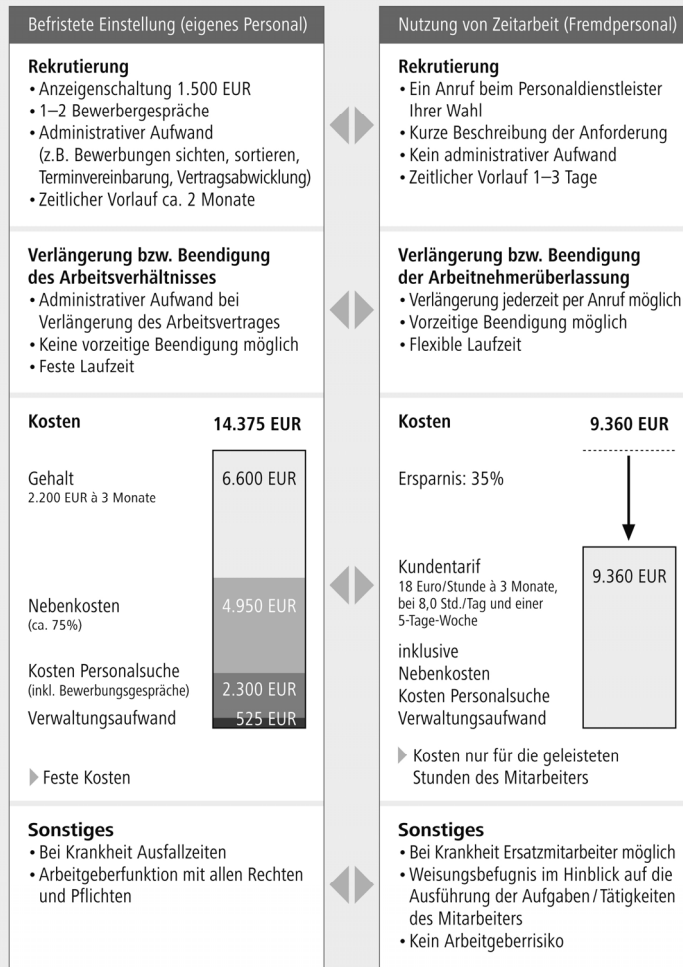 Befristete Einstellung (eigenes Personal)
Rekrutierung
• Anzeigenschaltung 1.500 EUR
• 1–2 Bewerbergespräche
• Administrativer Aufwand
(z.B. Bewerbungen sichten, sortieren,
Terminvereinbarung, Vertragsabwicklung)
• Zeitlicher Vorlauf ca. 2 Monate
Verlängerung bzw. Beendigung
des Arbeitsverhältnisses
• Administrativer Aufwand bei
Verlängerung des Arbeitsvertrages
• Keine vorzeitige Beendigung möglich
• Feste Laufzeit
Kosten 14.375 EUR
Gehalt 6.600 EUR
2.200 EUR à 3 Monate
Nebenkosten 4.950 EUR
(ca. 75%)
Kosten Personalsuche
(inkl. Bewerbungsgespräche) 2.300 EUR
Verwaltungsaufwand 525 EUR
Feste Kosten
Sonstiges
• Bei Krankheit Ausfallzeiten
• Arbeitgeberfunktion mit allen Rechten
und Pflichten
Nutzung von Zeitarbeit (Fremdpersonal)
Rekrutierung
• Ein Anruf beim Personaldienstleister
Ihrer Wahl
• Kurze Beschreibung der Anforderung
• Kein administrativer Aufwand
• Zeitlicher Vorlauf 1–3 Tage
Verlängerung bzw. Beendigung
der Arbeitnehmerüberlassung
• Verlängerung jederzeit per Anruf möglich
• Vorzeitige Beendigung möglich
• Flexible Laufzeit
Kosten 9.360 EUR
Ersparnis: 35%
Kundentarif 9.360 EUR
18 Euro/Stunde à 3 Monate,
bei 8,0 Std./Tag und einer
5-Tage-Woche
inklusive
Nebenkosten
Kosten Personalsuche
Verwaltungsaufwand
Kosten nur für die geleisteten
Stunden des Mitarbeiters
Sonstiges
• Bei Krankheit Ersatzmitarbeiter möglich
• Weisungsbefugnis im Hinblick auf die
Ausführung der Aufgaben/Tätigkeiten
des Mitarbeiters
• Kein Arbeitgeberrisiko